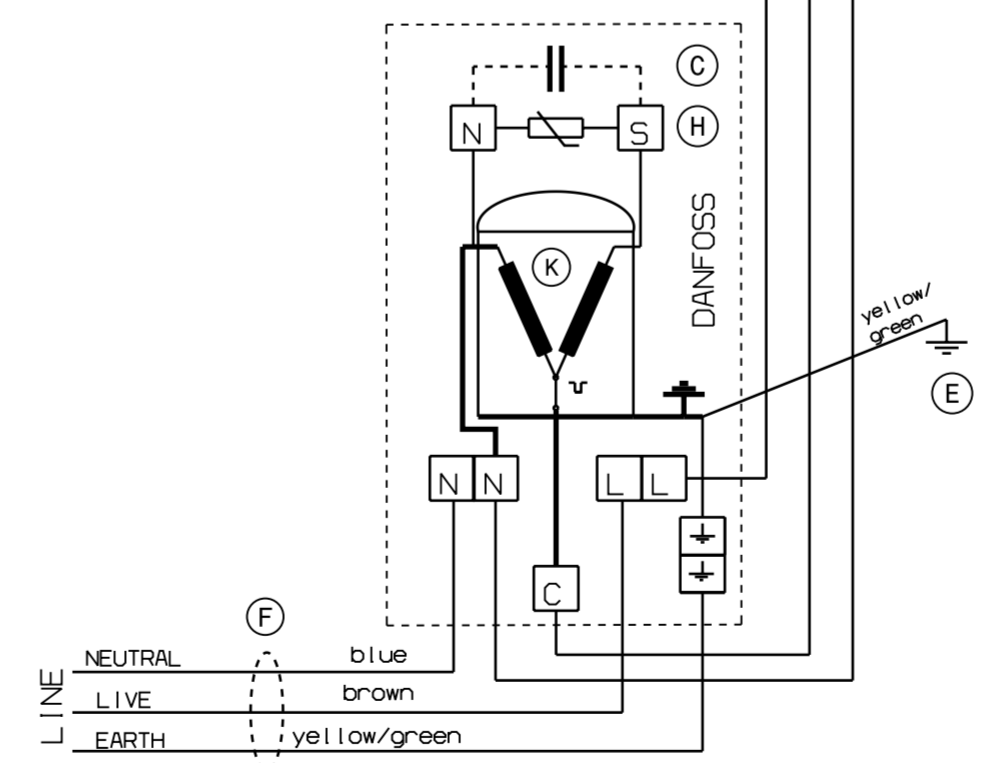 C
N
S
H
DANFOSS
K
yellow/
green
E
N N
L L
C
F
LINE
NEUTRAL blue
LIVE brown
EARTH yellow/green